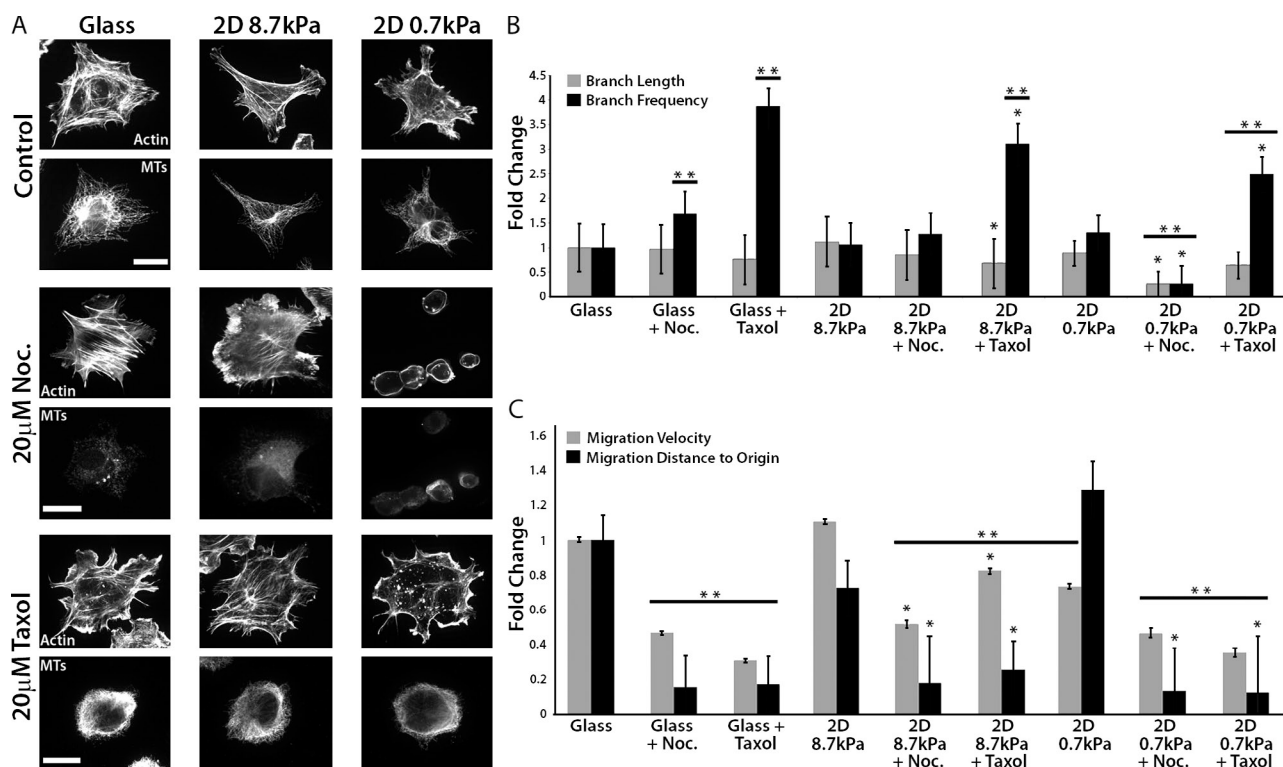 A
Glass
2D 8.7kPa
2D 0.7kPa
Control
Actin
MTs
20μM Noc.
Actin
MTs
20μM Taxol
Actin
MTs
B
Fold Change
4.5
4
3.5
3
2.5
2
1.5
1
0.5
0
Branch Length
Branch Frequency
* *
* *
* *
*
*
* *
*
*
* *
*
Glass
Glass
+ Noc.
Glass +
Taxol
2D
8.7kPa
2D
8.7kPa
+ Noc.
2D
8.7kPa
+ Taxol
2D
0.7kPa
2D
0.7kPa
+ Noc.
2D
0.7kPa
+ Taxol
C
Fold Change
1.6
1.4
1.2
1
0.8
0.6
0.4
0.2
0
Migration Velocity
Migration Distance to Origin
* *
* *
*
*
*
*
* *
*
*
Glass
Glass
+ Noc.
Glass +
Taxol
2D
8.7kPa
2D
8.7kPa
+ Noc.
2D
8.7kPa
+ Taxol
2D
0.7kPa
2D
0.7kPa
+ Noc.
2D
0.7kPa
+ Taxol